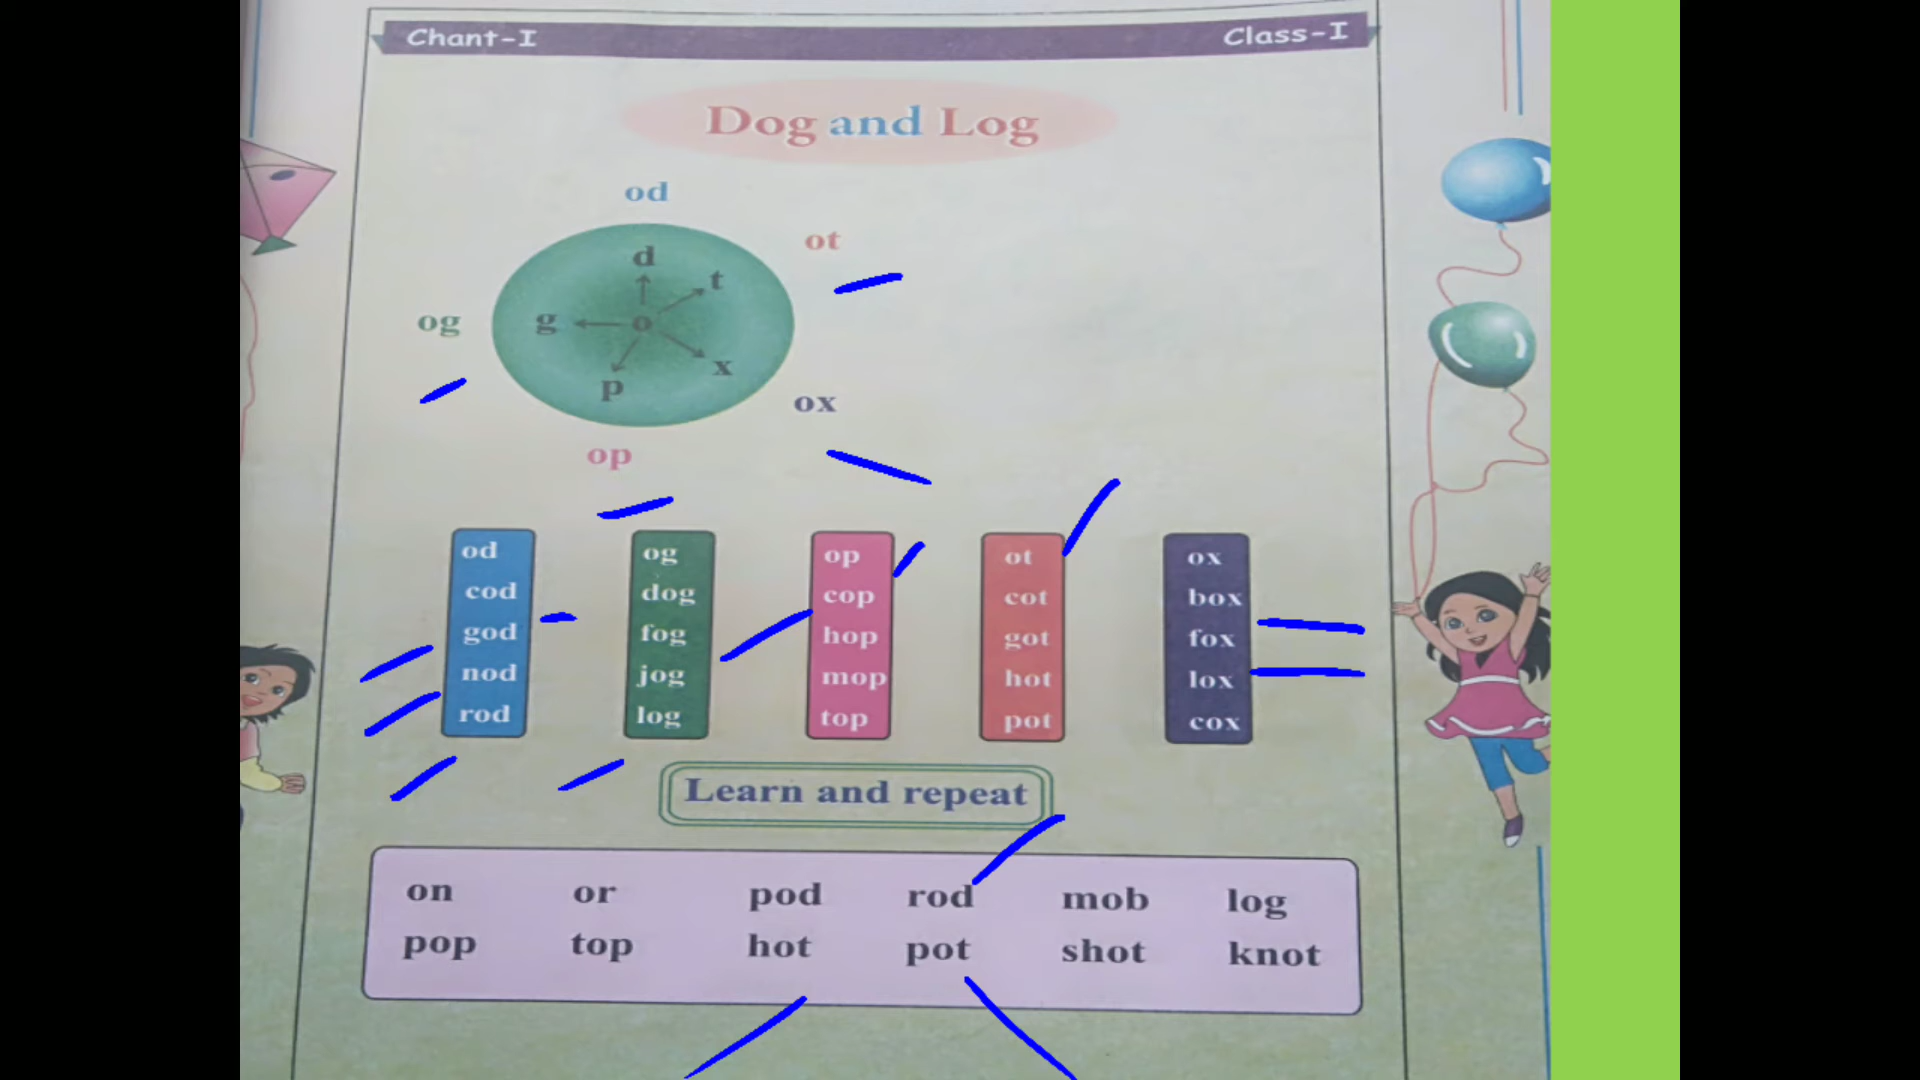 Chant-I Class-I
Dog and Log
od
ot
d
t
og g o
x
p
ox
op
od og op ot ox
cod dog cop cot box
god fog hop got fox
nod jog mop hot lox
rod log top pot cox
Learn and repeat
on or pod rod mob log
pop top hot pot shot knot